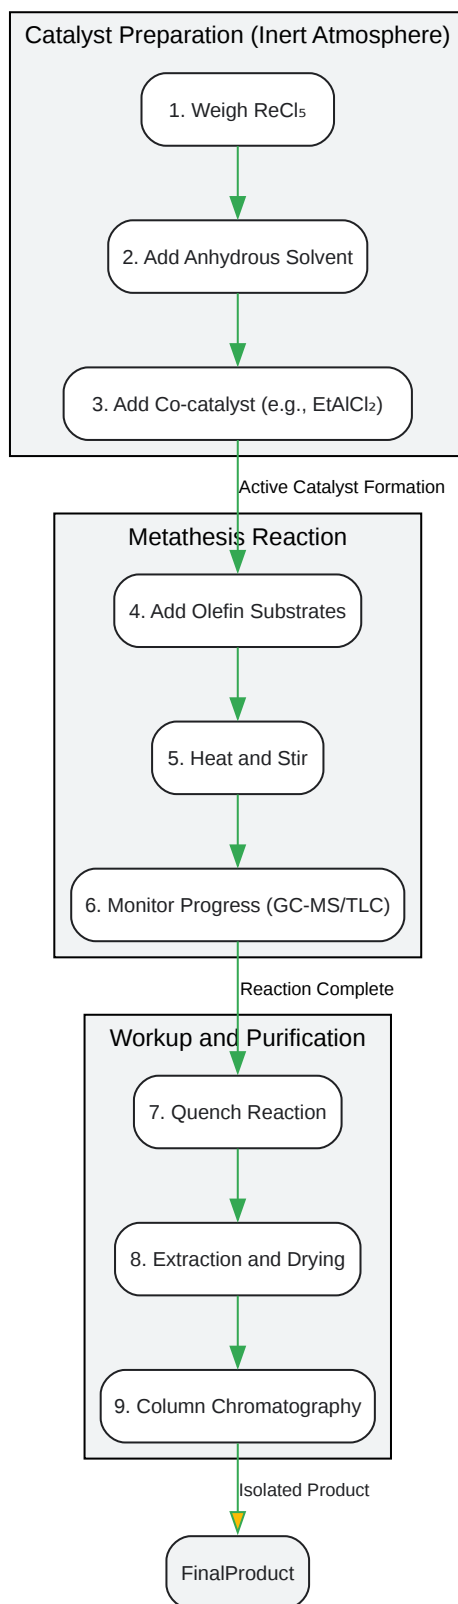 Catalyst Preparation (Inert Atmosphere)
1. Weigh ReCl₅
2. Add Anhydrous Solvent
3. Add Co-catalyst (e.g., EtAlCl₂)
Active Catalyst Formation
Metathesis Reaction
4. Add Olefin Substrates
5. Heat and Stir
6. Monitor Progress (GC-MS/TLC)
Reaction Complete
Workup and Purification
7. Quench Reaction
8. Extraction and Drying
9. Column Chromatography
Isolated Product
FinalProduct